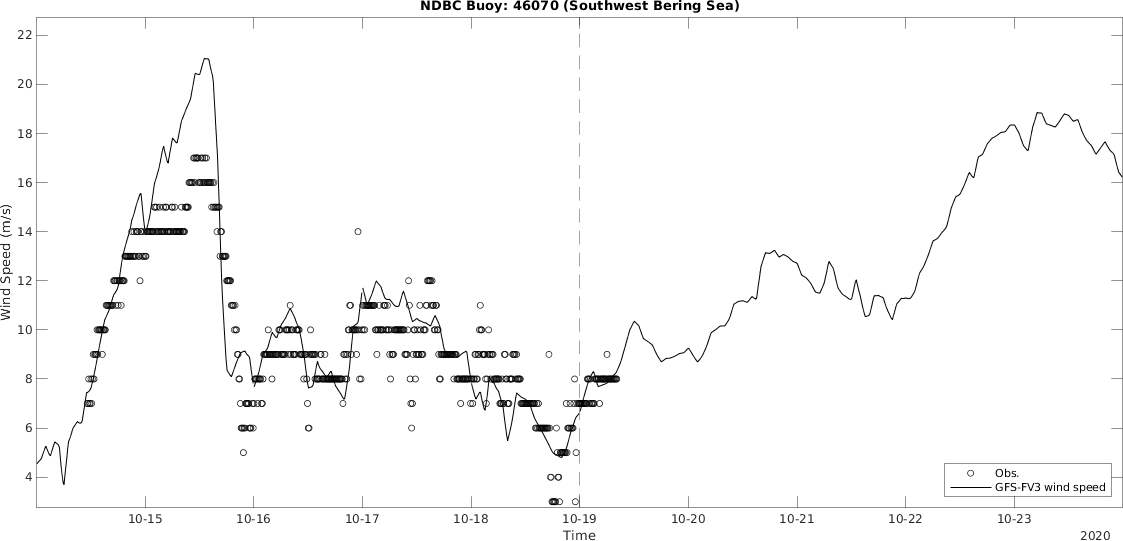 NDBC Buoy: 46070 (Southwest Bering Sea)
22
20
18
16
14
12
10
8
6
4
Wind Speed (m/s)
Obs.
GFS-FV3 wind speed
10-15 10-16 10-17 10-18 10-19 10-20 10-21 10-22 10-23
Time
2020